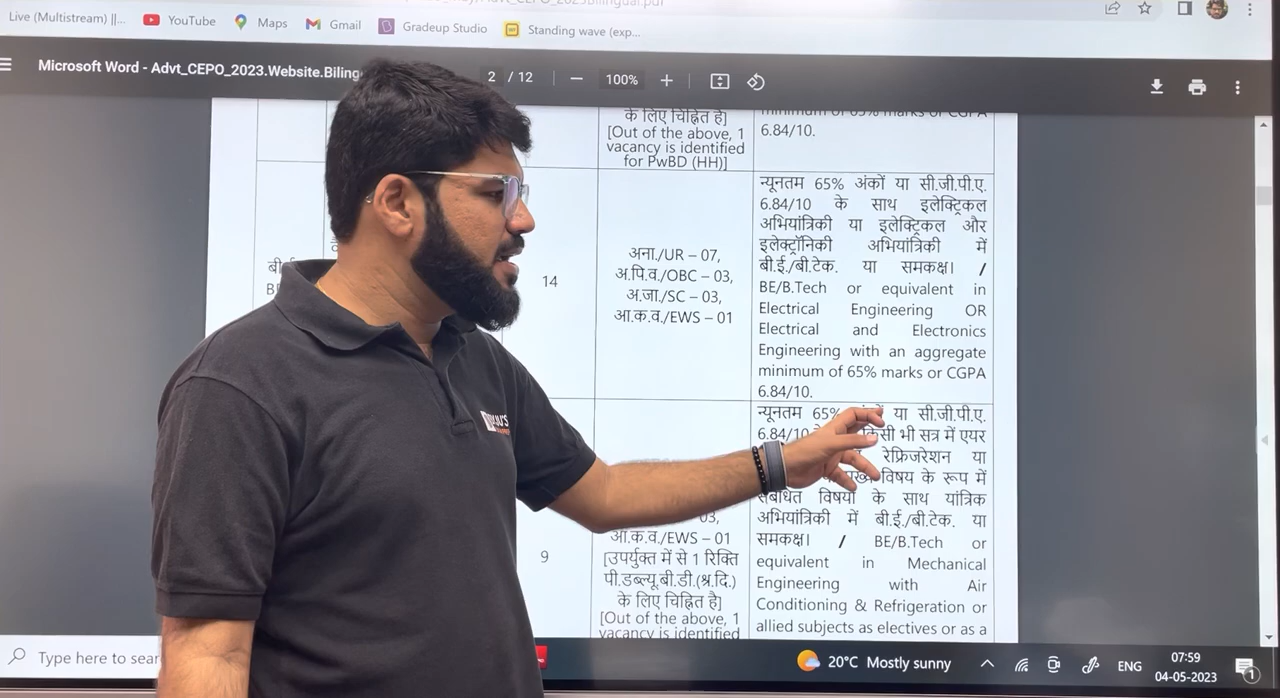 Live (Multistream) ||...
YouTube
Maps
Gmail
Gradeup Studio
Standing wave (exp...
Microsoft Word - Advt_CEPO_2023.Website.Biling
2 / 12
100%
के लिए चिह्नित है]
[Out of the above, 1
vacancy is identified
for PwBD (HH)]
6.84/10.
14
अना./UR – 07,
अ.पि.व./OBC – 03,
अ.जा./SC – 03,
आ.क.व./EWS – 01
न्यूनतम 65% अंकों या सी.जी.पी.ए.
6.84/10 के साथ इलेक्ट्रिकल
अभियांत्रिकी या इलेक्ट्रिकल और
इलेक्ट्रॉनिकी अभियांत्रिकी में
बी.ई./बी.टेक. या समकक्ष। /
BE/B.Tech or equivalent in
Electrical Engineering OR
Electrical and Electronics
Engineering with an aggregate
minimum of 65% marks or CGPA
6.84/10.
9
आ.क.व./EWS – 01
[उपर्युक्त में से 1 रिक्ति
पी.डब्ल्यू.बी.डी.(श्र.दि.)
के लिए चिह्नित है]
[Out of the above, 1
vacancy is identified
न्यूनतम 65% या सी.जी.पी.ए.
6.84/10 किसी भी सत्र में एयर
रेफ्रिजरेशन या
विषय के रूप में
संबंधित विषयों के साथ यांत्रिक
अभियांत्रिकी में बी.ई./बी.टेक. या
समकक्ष। / BE/B.Tech or
equivalent in Mechanical
Engineering with Air
Conditioning & Refrigeration or
allied subjects as electives or as a
Type here to sear
20°C Mostly sunny
ENG
07:59
04-05-2023
1